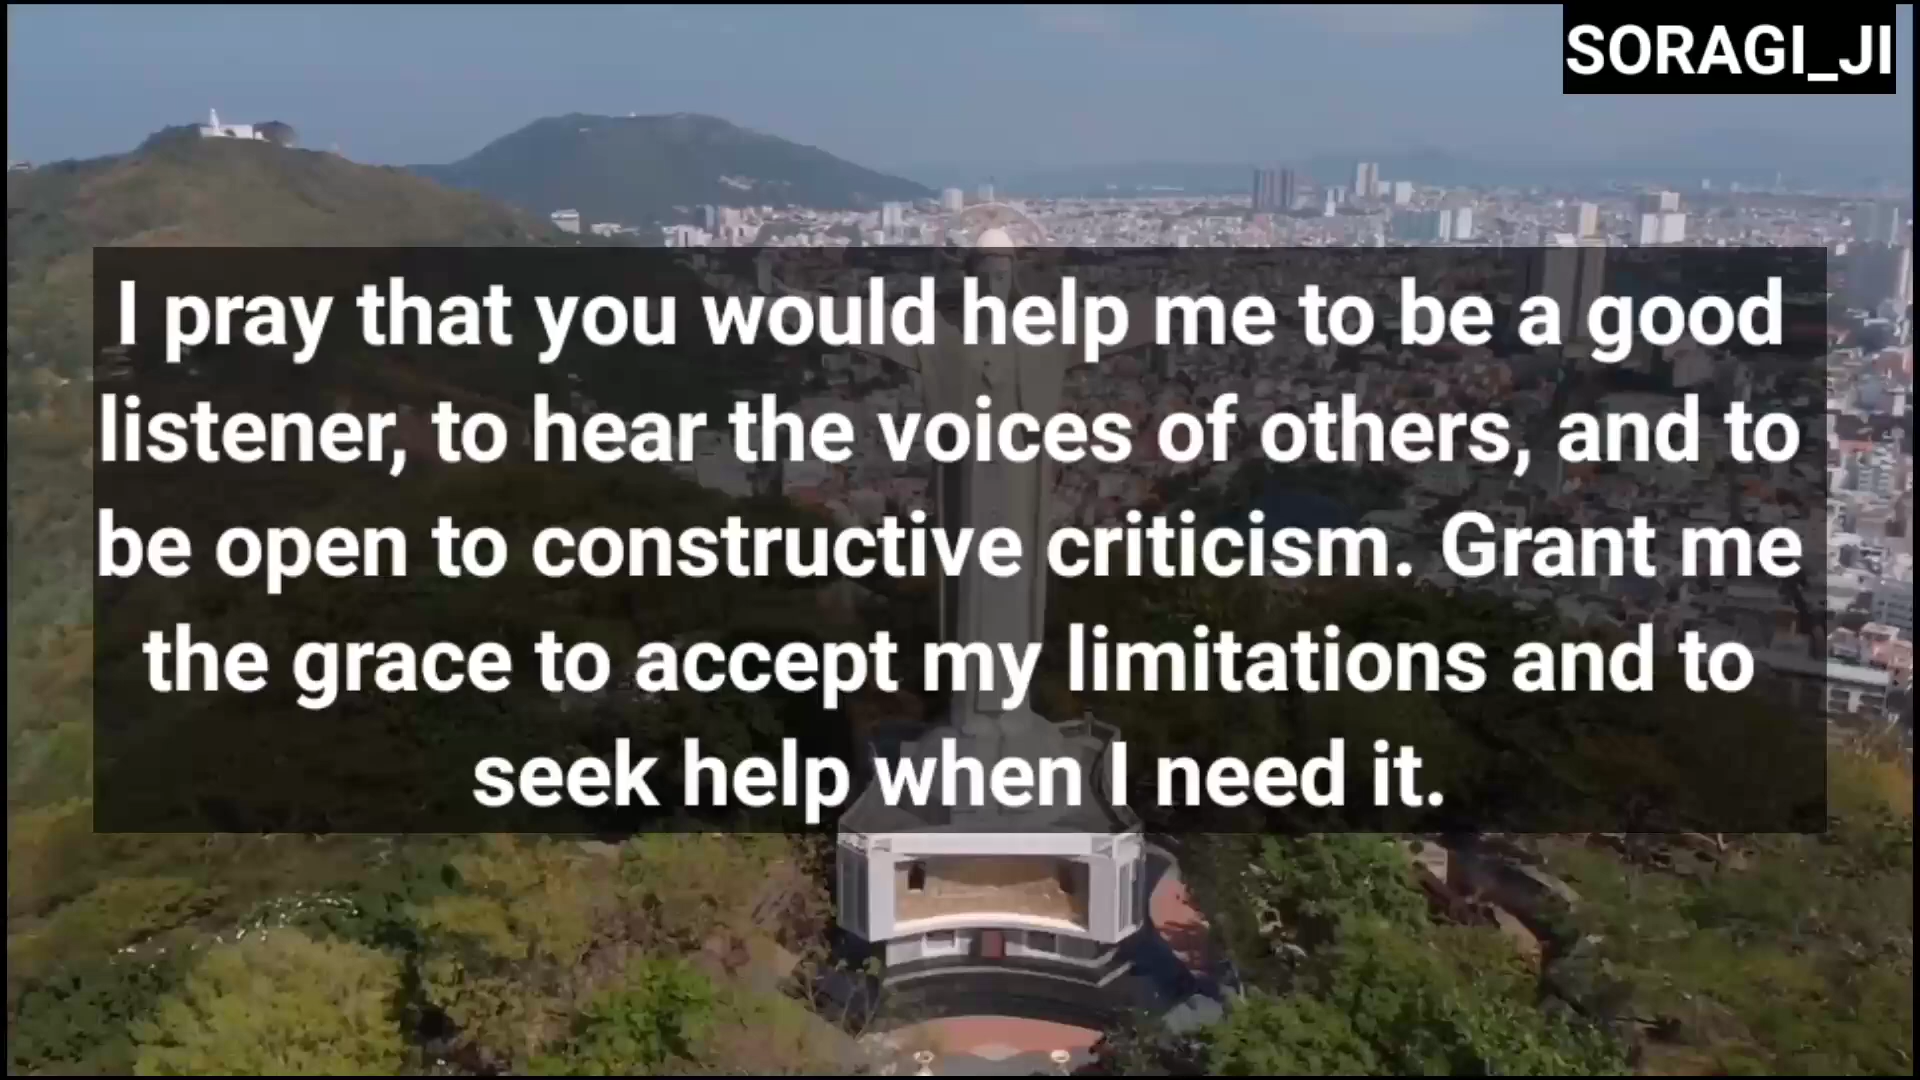 SORAGI_JI
I pray that you would help me to be a good
listener, to hear the voices of others, and to
be open to constructive criticism. Grant me
the grace to accept my limitations and to
seek help when I need it.